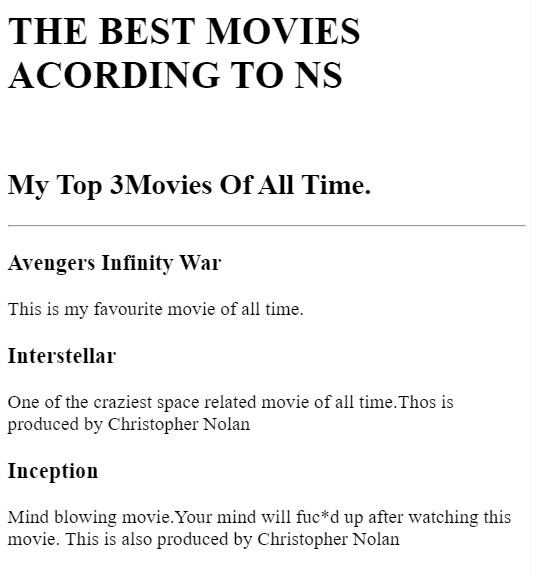 THE BEST MOVIES
ACORDING TO NS
My Top 3Movies Of All Time.
Avengers Infinity War
This is my favourite movie of all time.
Interstellar
One of the craziest space related movie of all time.Thos is
produced by Christopher Nolan
Inception
Mind blowing movie.Your mind will fuc*d up after watching this
movie. This is also produced by Christopher Nolan